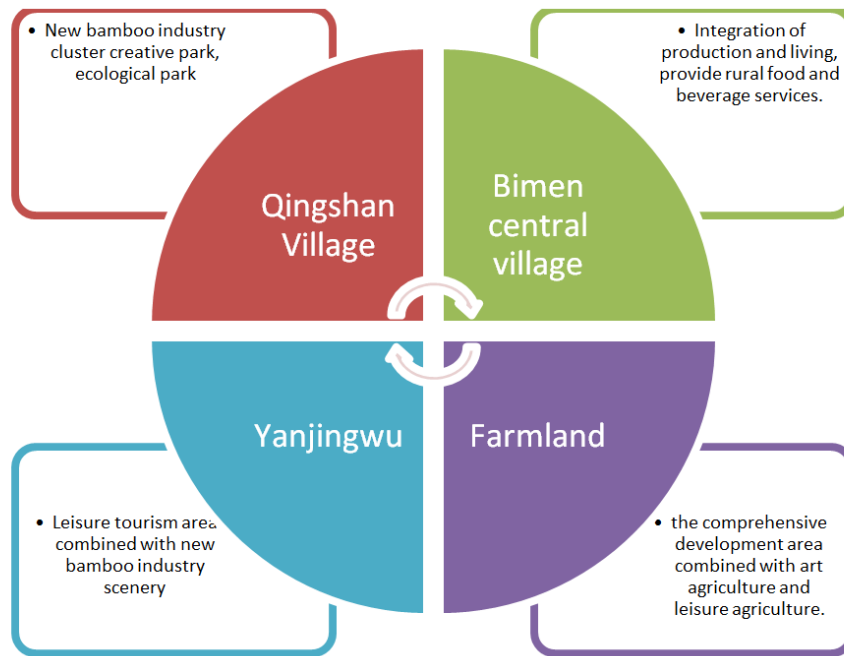 • New bamboo industry
cluster creative park,
ecological park
• Integration of
production and living,
provide rural food and
beverage services.
Qingshan
Village
Bimen
central
village
Yanjingwu
Farmland
• Leisure tourism area
combined with new
bamboo industry
scenery
• the comprehensive
development area
combined with art
agriculture and
leisure agriculture.